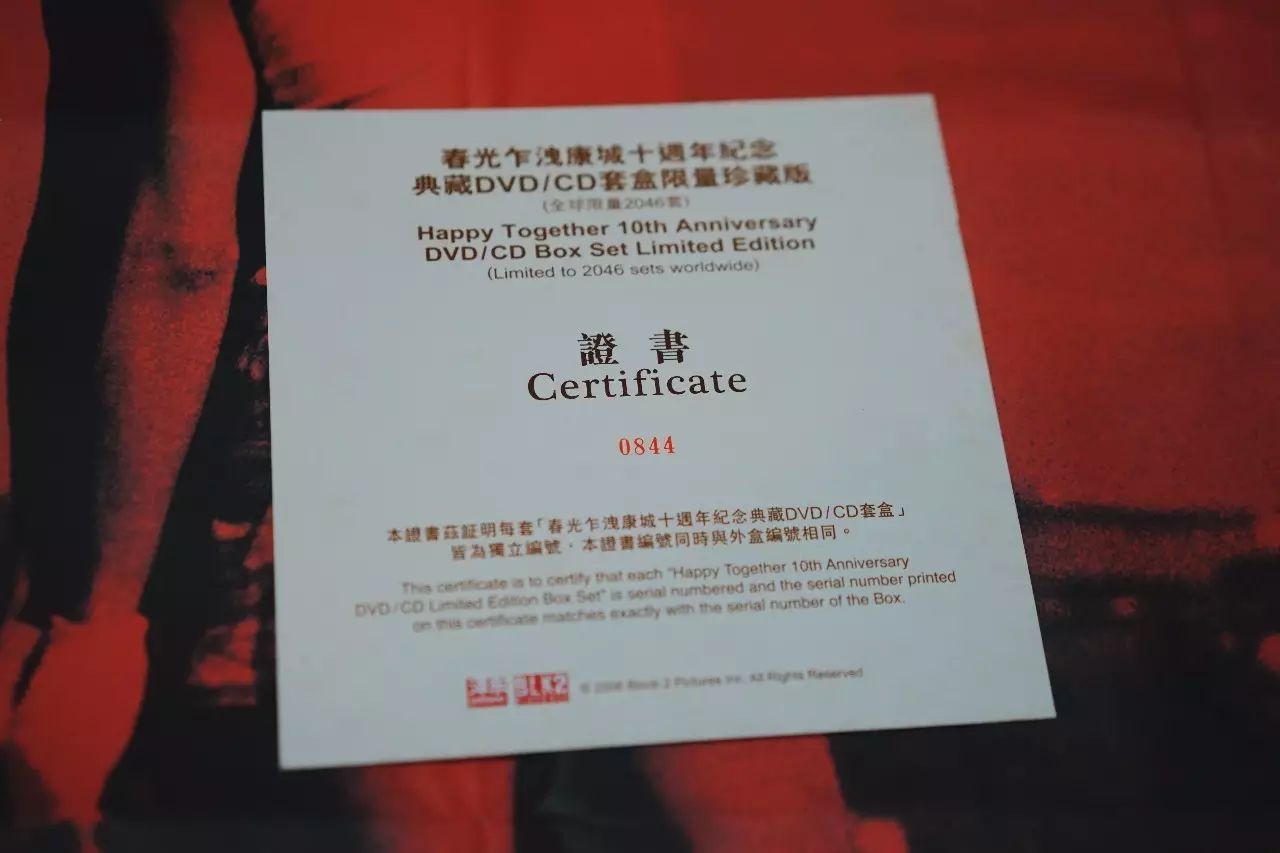 春光乍洩康城十週年紀念
典藏DVD/CD套盒限量珍藏版
(全球限量2046套)
Happy Together 10th Anniversary
DVD/CD Box Set Limited Edition
(Limited to 2046 sets worldwide)
證書
Certificate
0844
本證書茲証明每套「春光乍洩康城十週年紀念典藏DVD/CD套盒」
皆為獨立編號．本證書編號同時與外盒編號相同。
This certificate is to certify that each "Happy Together 10th Anniversary
DVD/CD Limited Edition Box Set" is serial numbered and the serial number printed
on this certificate matches exactly with the serial number of the Box.
BLK2 © Block 2 Pictures Inc. All Rights Reserved